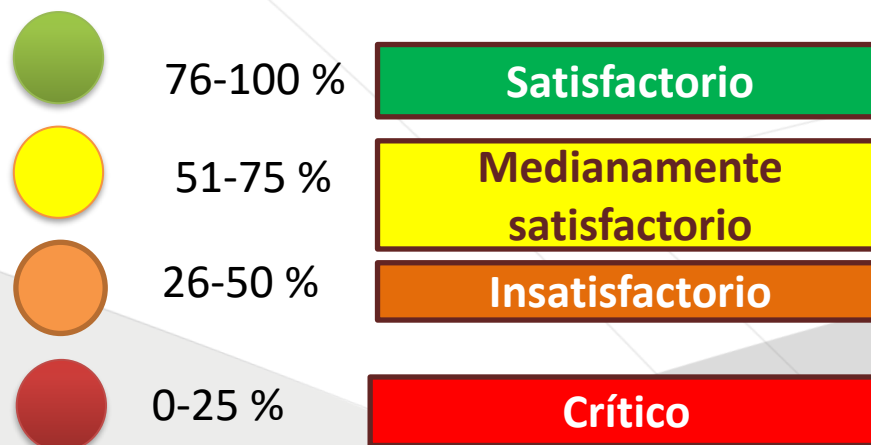 76-100 %
Satisfactorio
51-75 %
Medianamente
satisfactorio
26-50 %
Insatisfactorio
0-25 %
Crítico